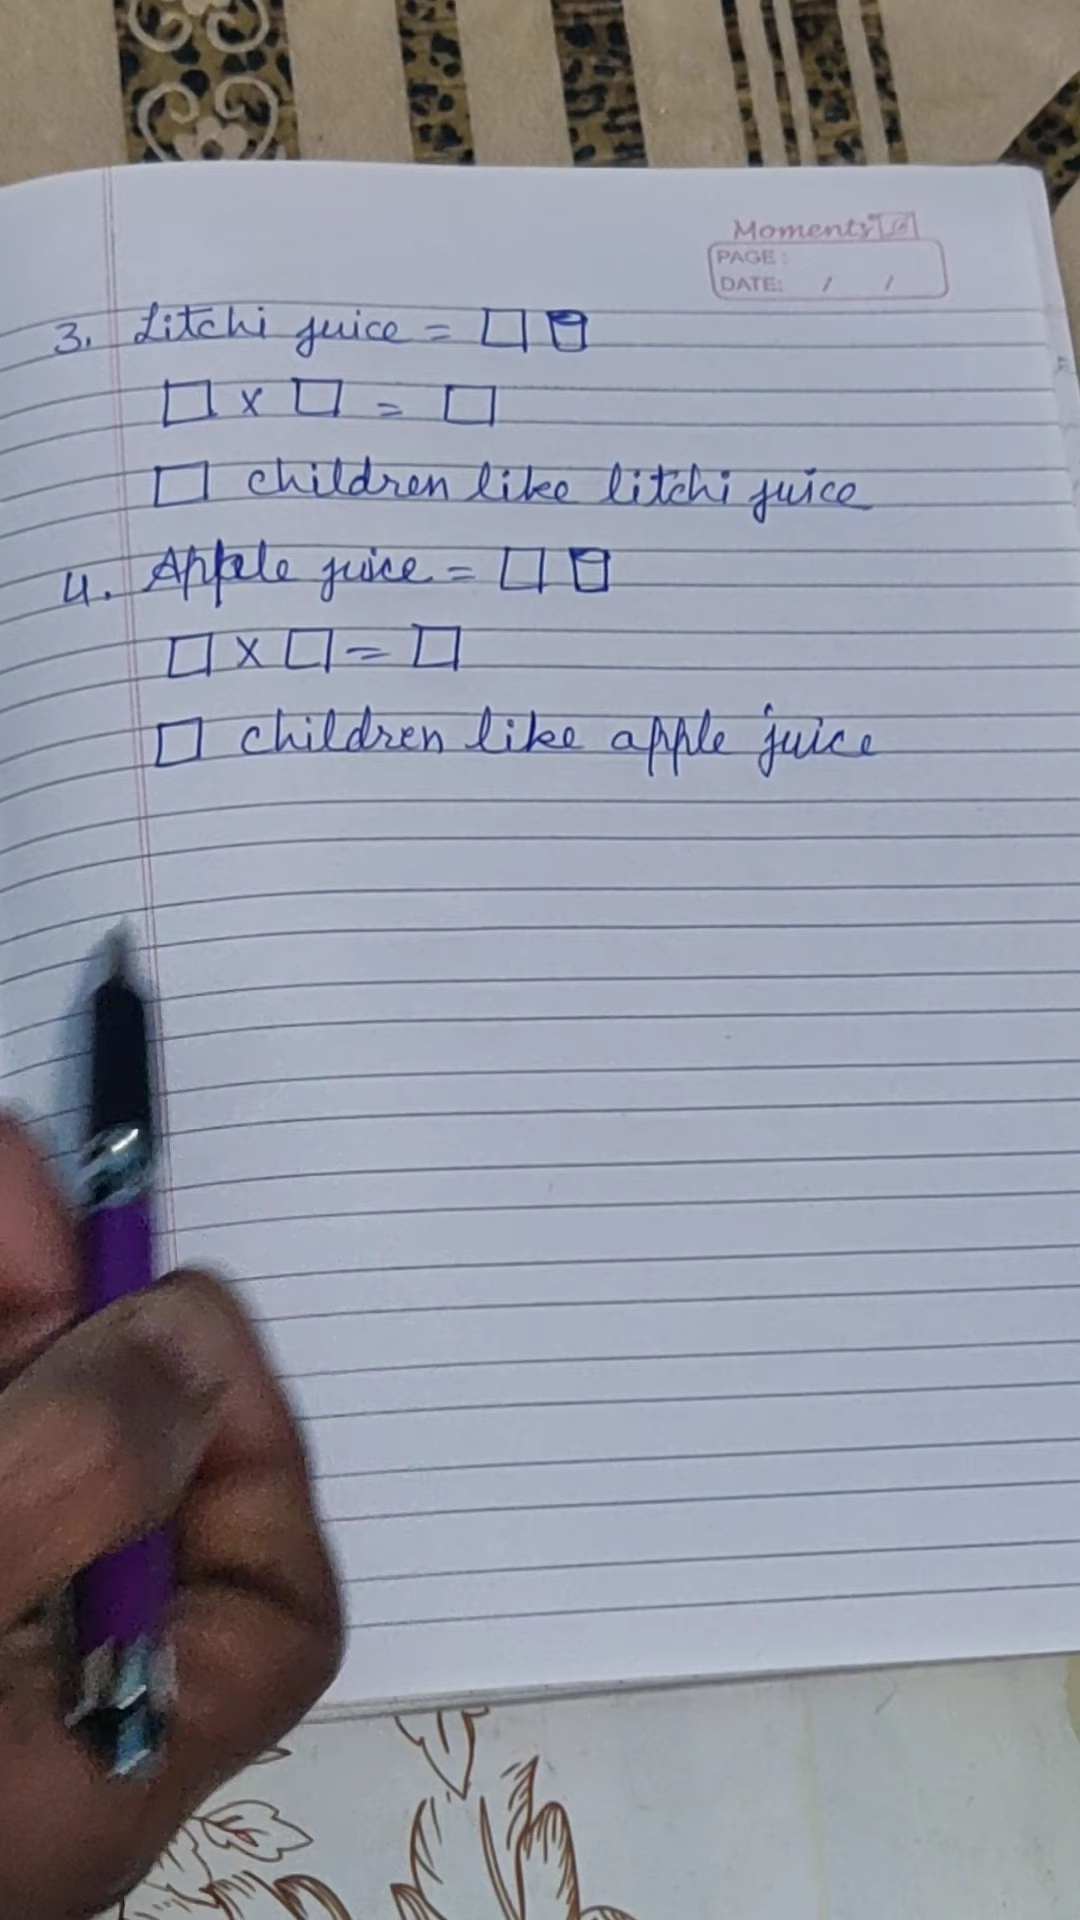 Moments
PAGE:
DATE: / /
3. Litchi juice = □
□ x □ = □
□ children like litchi juice
4. Apple juice = □
□ x □ = □
□ children like apple juice